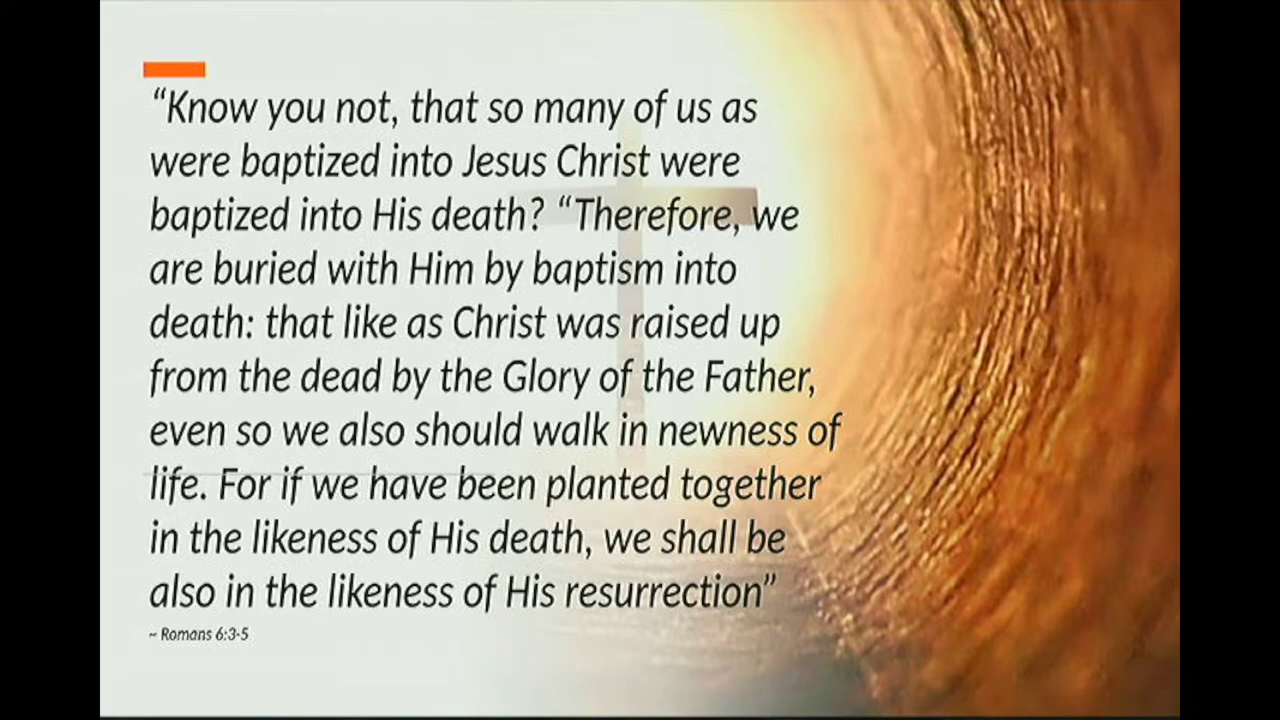 “Know you not, that so many of us as
were baptized into Jesus Christ were
baptized into His death? “Therefore, we
are buried with Him by baptism into
death: that like as Christ was raised up
from the dead by the Glory of the Father,
even so we also should walk in newness of
life. For if we have been planted together
in the likeness of His death, we shall be
also in the likeness of His resurrection”
~ Romans 6:3-5